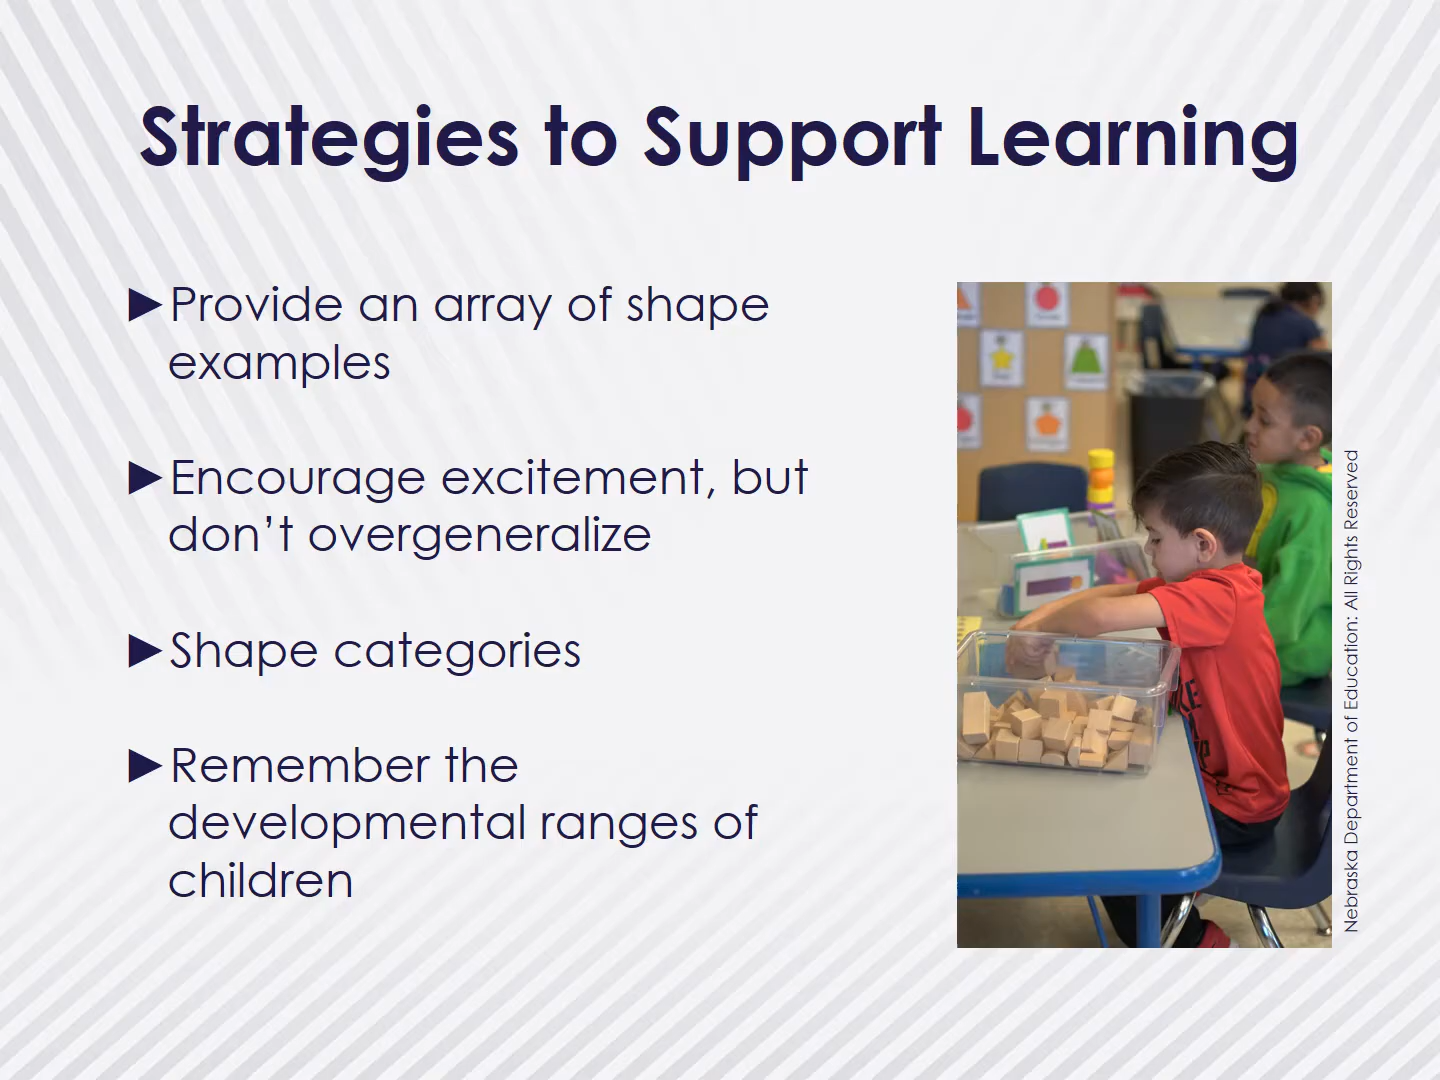 Strategies to Support Learning
►Provide an array of shape
examples
►Encourage excitement, but
don’t overgeneralize
►Shape categories
►Remember the
developmental ranges of
children
Nebraska Department of Education: All Rights Reserved